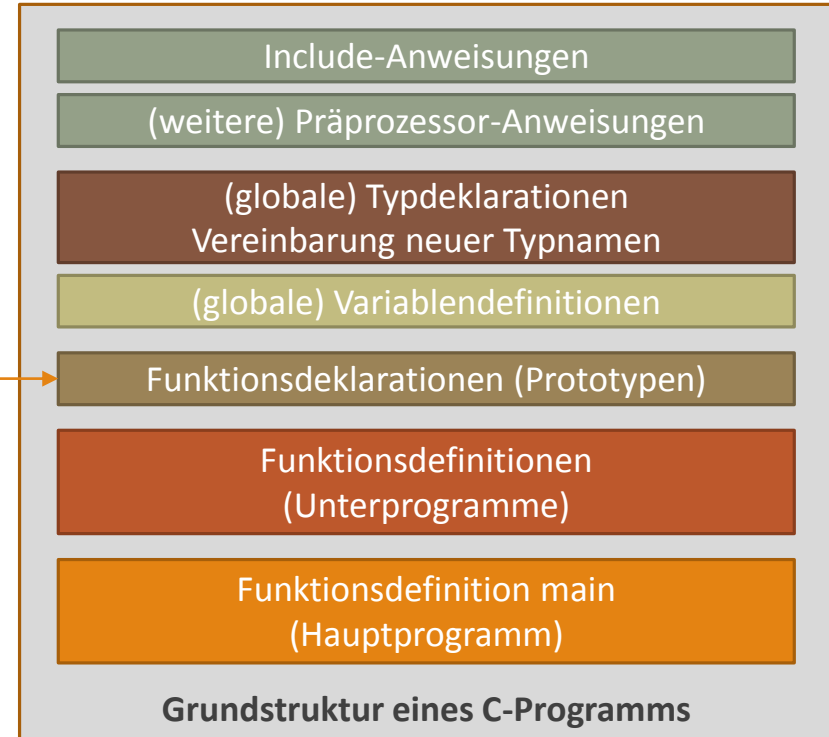 Include-Anweisungen
(weitere) Präprozessor-Anweisungen
(globale) Typdeklarationen
Vereinbarung neuer Typnamen
(globale) Variablendefinitionen
Funktionsdeklarationen (Prototypen)
Funktionsdefinitionen
(Unterprogramme)
Funktionsdefinition main
(Hauptprogramm)
Grundstruktur eines C-Programms